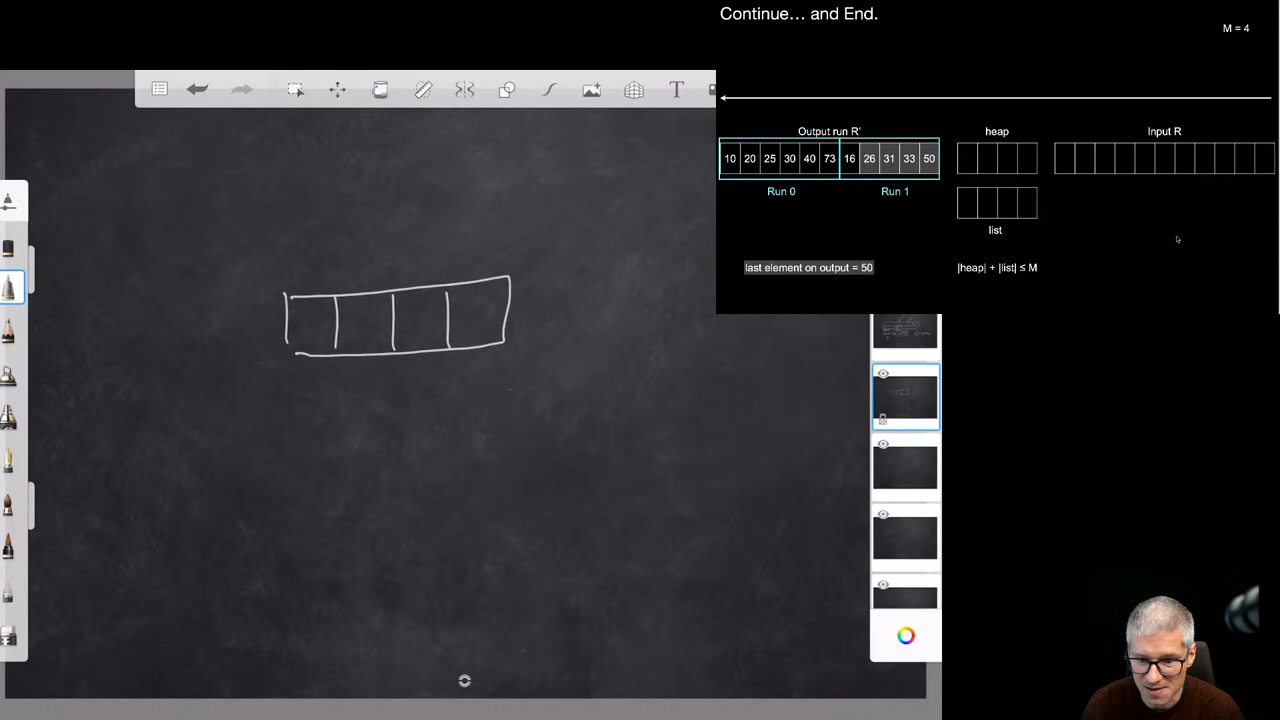 Continue… and End.
M = 4
Output run R'
heap
Input R
10 20 25 30 40 73 16 26 31 33 50
Run 0
Run 1
list
last element on output = 50
|heap| + |list| ≤ M
T